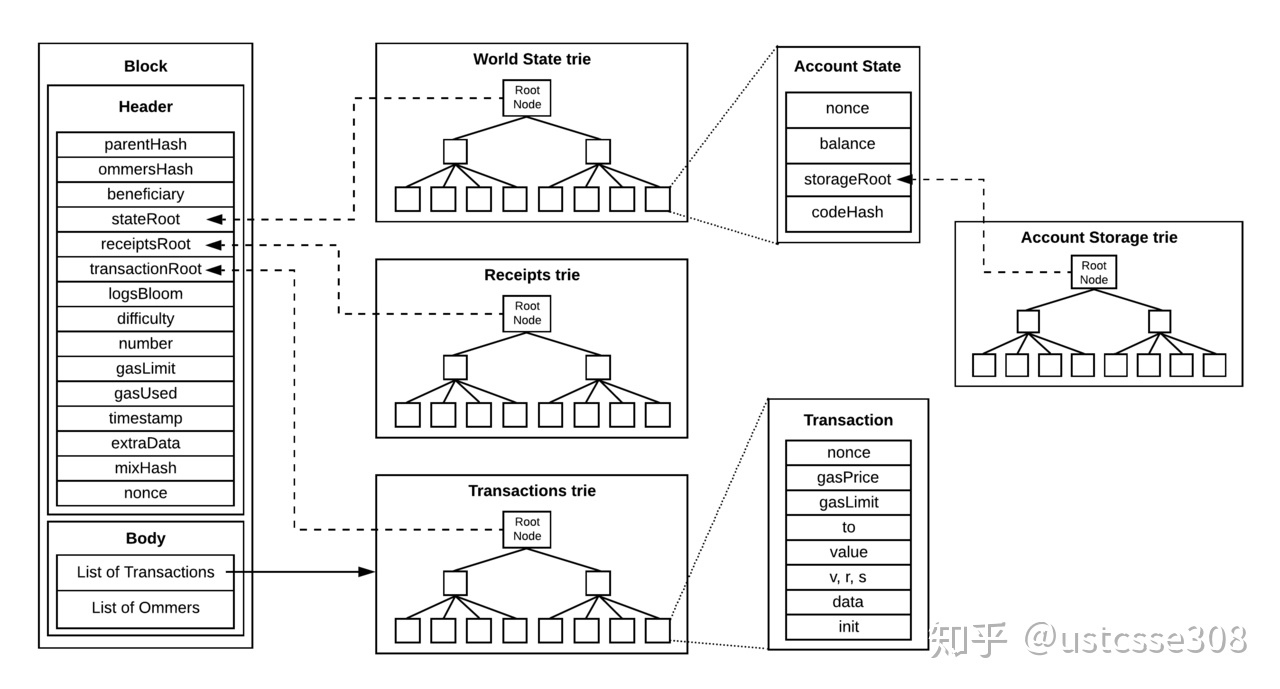 Block
Header
parentHash
ommersHash
beneficiary
stateRoot
receiptsRoot
transactionRoot
logsBloom
difficulty
number
gasLimit
gasUsed
timestamp
extraData
mixHash
nonce
Body
List of Transactions
List of Ommers
World State trie
Root
Node
Receipts trie
Root
Node
Transactions trie
Root
Node
Account State
nonce
balance
storageRoot
codeHash
Account Storage trie
Root
Node
Transaction
nonce
gasPrice
gasLimit
to
value
v, r, s
data
init
知乎 @ustcsse308